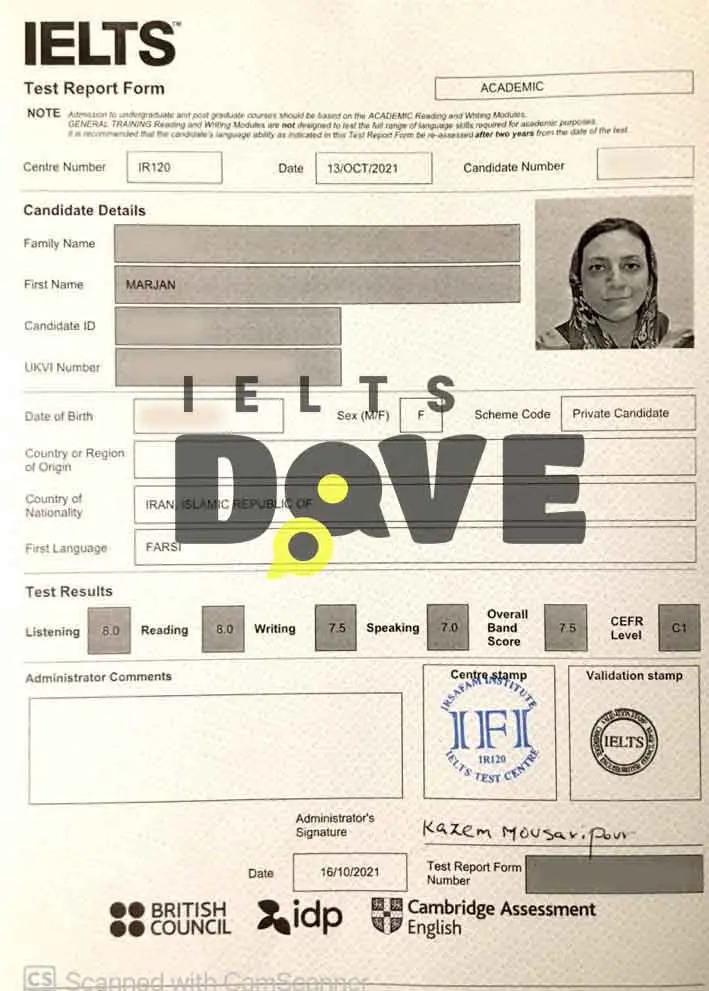 IELTS™
Test Report Form
ACADEMIC
NOTE Admission to undergraduate and post graduate courses should be based on the ACADEMIC Reading and Writing Modules.
GENERAL TRAINING Reading and Writing Modules are not designed to test the full range of language skills required for academic purposes.
It is recommended that the candidate's language ability as indicated in this Test Report Form be re-assessed after two years from the date of the test.
Centre Number IR120 Date 13/OCT/2021 Candidate Number
Candidate Details
Family Name
First Name MARJAN
Candidate ID
UKVI Number
IELTS
Date of Birth Sex (M/F) F Scheme Code Private Candidate
DOVE
Country or Region
of Origin
Country of
Nationality
IRAN, ISLAMIC REPUBLIC OF
First Language FARSI
Test Results
Listening 8.0 Reading 8.0 Writing 7.5 Speaking 7.0 Overall Band Score 7.5 CEFR Level C1
Administrator Comments
Centre stamp
IRSAFAM INSTITUTE
IFI
IR120
IELTS TEST CENTRE
Validation stamp
IELTS
Administrator's
Signature
Kazem Mousavi.pour
Date 16/10/2021
Test Report Form
Number
BRITISH
COUNCIL
idp
Cambridge Assessment
English
CS Scanned with CamScanner